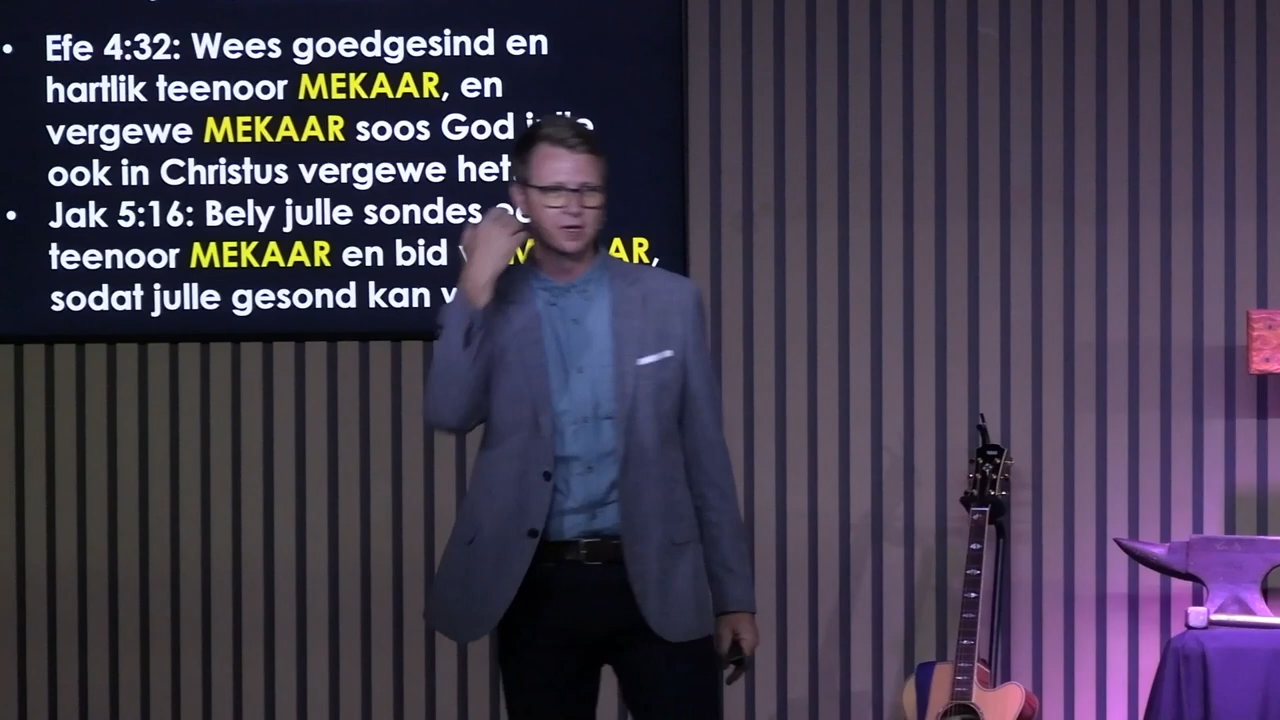 • Efe 4:32: Wees goedgesind en
hartlik teenoor MEKAAR, en
vergewe MEKAAR soos God
ook in Christus vergewe het
• Jak 5:16: Bely julle sondes
teenoor MEKAAR en bid
sodat julle gesond kan